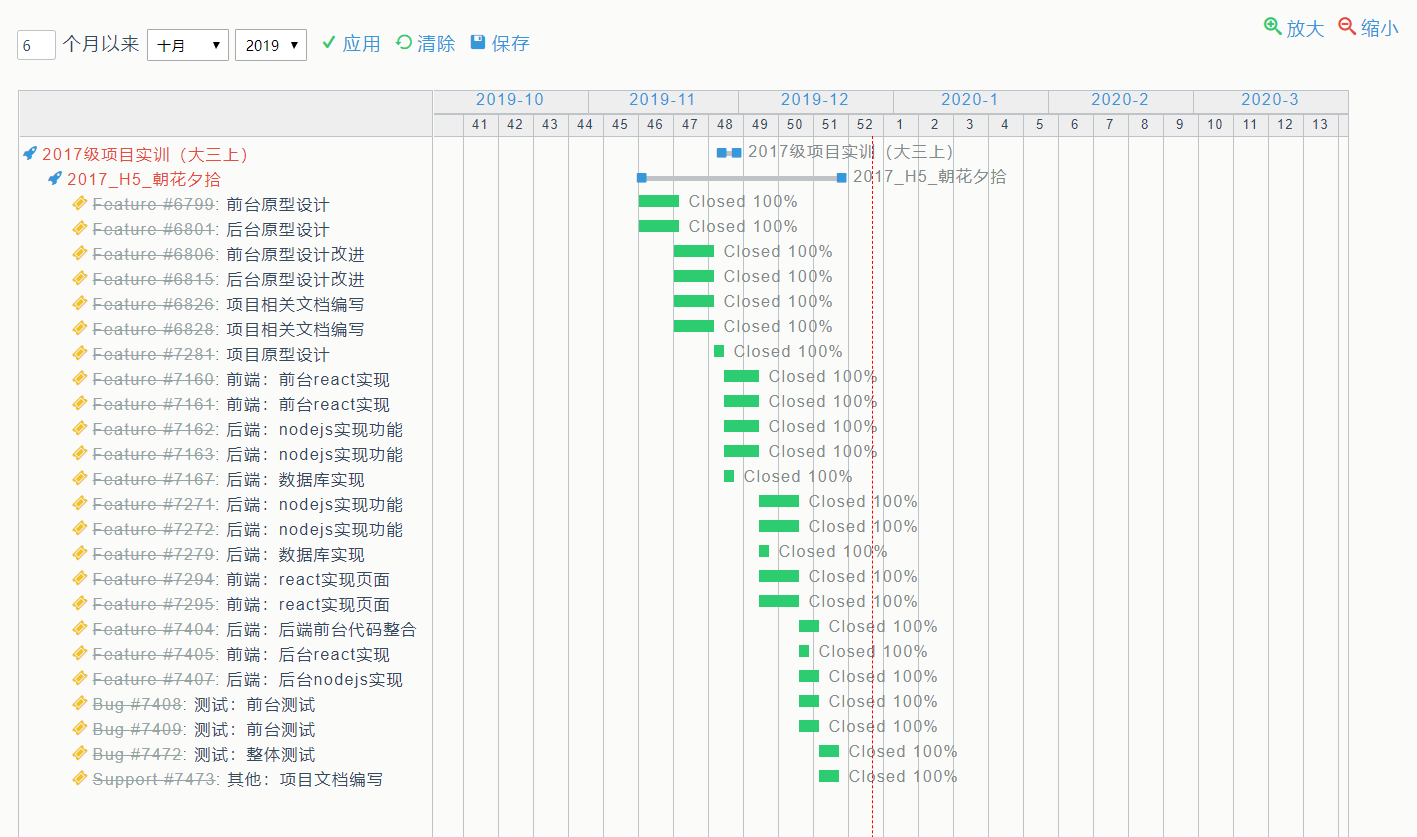 6 个月以来 十月 2019 应用 清除 保存
放大 缩小
2019-10 2019-11 2019-12 2020-1 2020-2 2020-3
41 42 43 44 45 46 47 48 49 50 51 52 1 2 3 4 5 6 7 8 9 10 11 12 13
2017级项目实训（大三上） 2017级项目实训（大三上）
2017_H5_朝花夕拾 2017_H5_朝花夕拾
Feature #6799: 前台原型设计 Closed 100%
Feature #6801: 后台原型设计 Closed 100%
Feature #6806: 前台原型设计改进 Closed 100%
Feature #6815: 后台原型设计改进 Closed 100%
Feature #6826: 项目相关文档编写 Closed 100%
Feature #6828: 项目相关文档编写 Closed 100%
Feature #7281: 项目原型设计 Closed 100%
Feature #7160: 前端：前台react实现 Closed 100%
Feature #7161: 前端：前台react实现 Closed 100%
Feature #7162: 后端：nodejs实现功能 Closed 100%
Feature #7163: 后端：nodejs实现功能 Closed 100%
Feature #7167: 后端：数据库实现 Closed 100%
Feature #7271: 后端：nodejs实现功能 Closed 100%
Feature #7272: 后端：nodejs实现功能 Closed 100%
Feature #7279: 后端：数据库实现 Closed 100%
Feature #7294: 前端：react实现页面 Closed 100%
Feature #7295: 前端：react实现页面 Closed 100%
Feature #7404: 后端：后端前台代码整合 Closed 100%
Feature #7405: 前端：后台react实现 Closed 100%
Feature #7407: 后端：后台nodejs实现 Closed 100%
Bug #7408: 测试：前台测试 Closed 100%
Bug #7409: 测试：前台测试 Closed 100%
Bug #7472: 测试：整体测试 Closed 100%
Support #7473: 其他：项目文档编写 Closed 100%